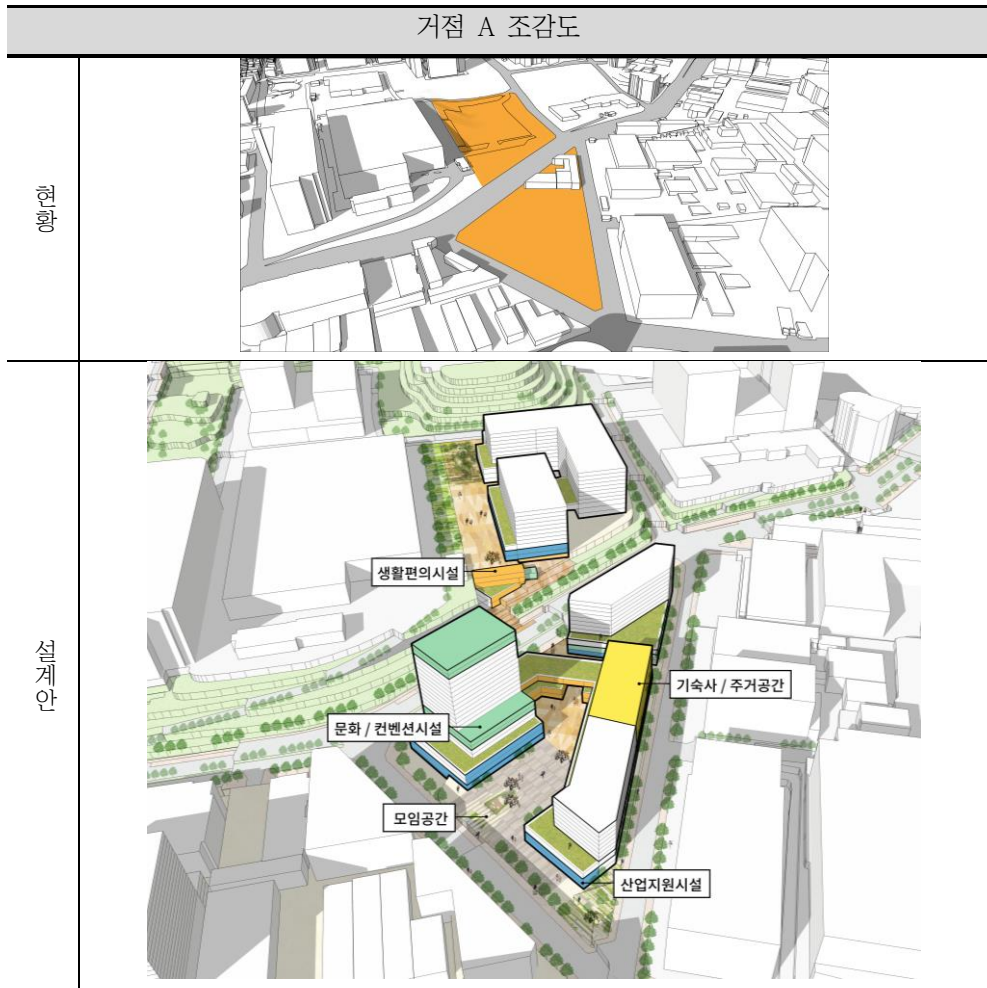 거점 A 조감도
현황
설계안
생활편의시설
기숙사 / 주거공간
문화 / 컨벤션시설
모임공간
산업지원시설